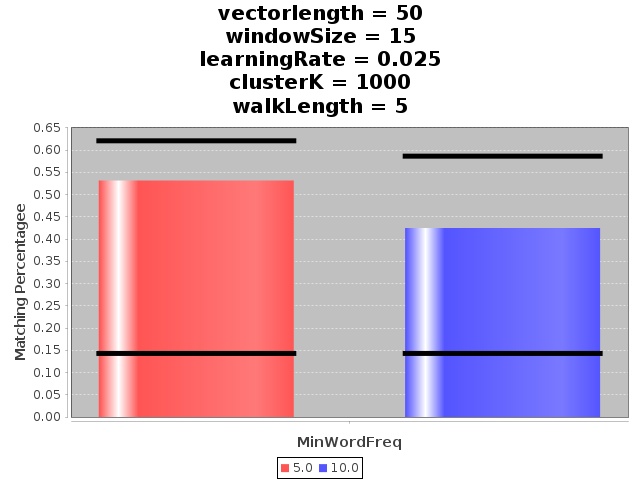 vectorlength = 50
windowSize = 15
learningRate = 0.025
clusterK = 1000
walkLength = 5
0.65
0.60
0.55
0.50
0.45
0.40
0.35
0.30
0.25
0.20
0.15
0.10
0.05
0.00
Matching Percentagee
MinWordFreq
5.0 10.0